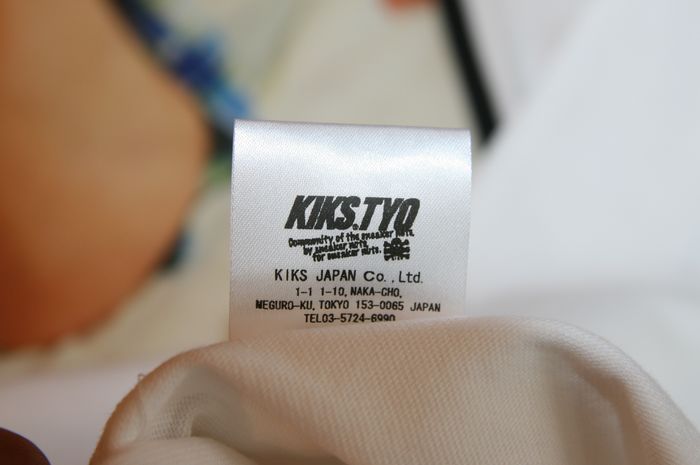 KIKS.TYO
Community of the sneaker nuts,
by sneaker nuts,
for sneaker nuts.
KIKS JAPAN Co.,Ltd.
1-1 1-10, NAKA-CHO,
MEGURO-KU, TOKYO 153-0065 JAPAN
TEL03-5724-6990